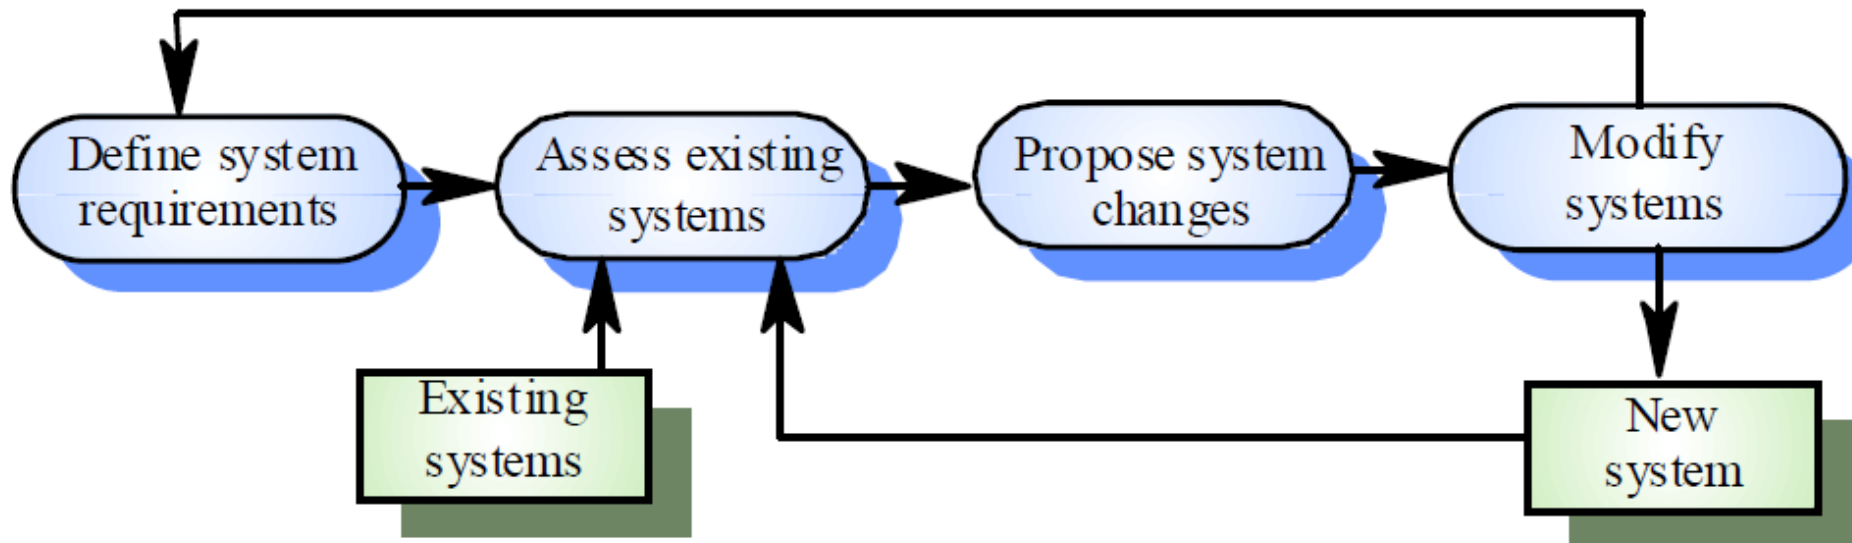 Define system
requirements
Assess existing
systems
Propose system
changes
Modify
systems
Existing
systems
New
system